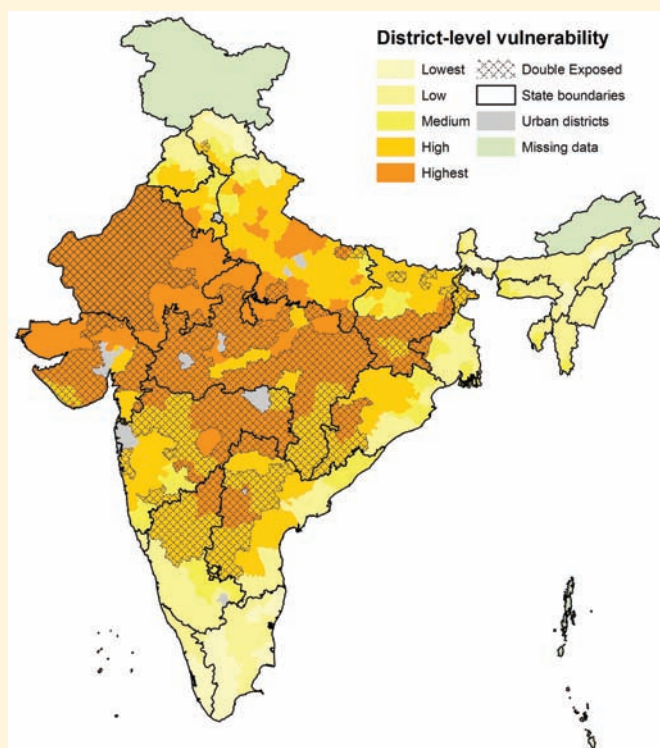 District-level vulnerability
Lowest
Low
Medium
High
Highest
Double Exposed
State boundaries
Urban districts
Missing data